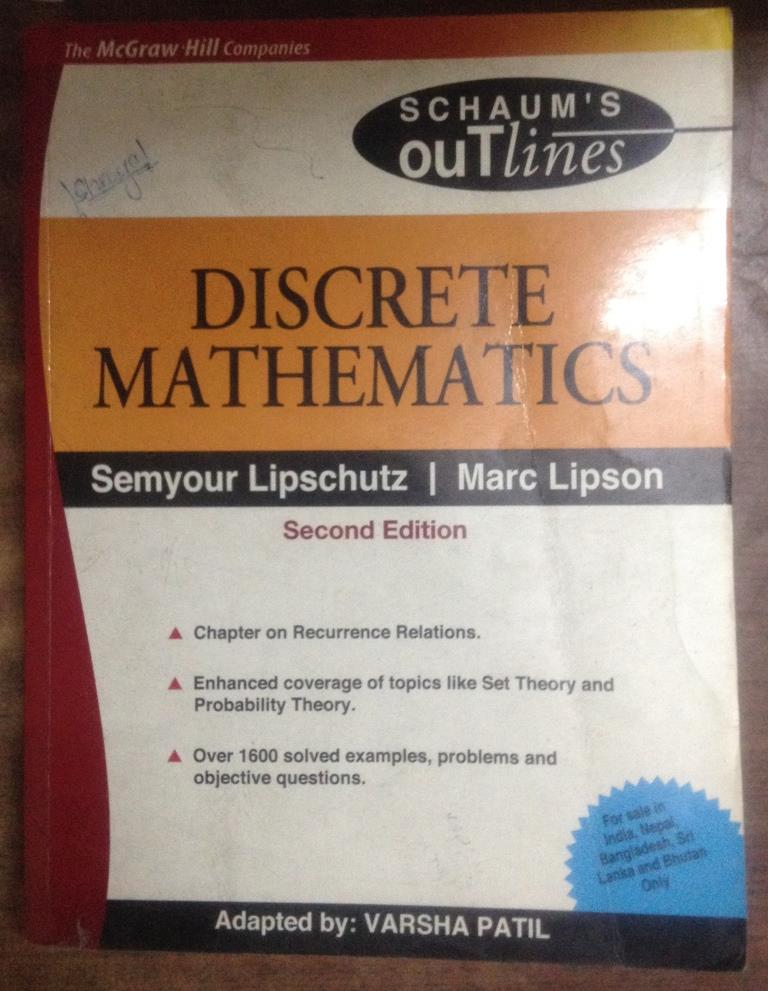 The McGraw·Hill Companies
SCHAUM'S
ouTlines
DISCRETE
MATHEMATICS
Semyour Lipschutz | Marc Lipson
Second Edition
▲ Chapter on Recurrence Relations.
▲ Enhanced coverage of topics like Set Theory and
Probability Theory.
▲ Over 1600 solved examples, problems and
objective questions.
For sale in
India, Nepal,
Bangladesh, Sri
Lanka and Bhutan
Only
Adapted by: VARSHA PATIL